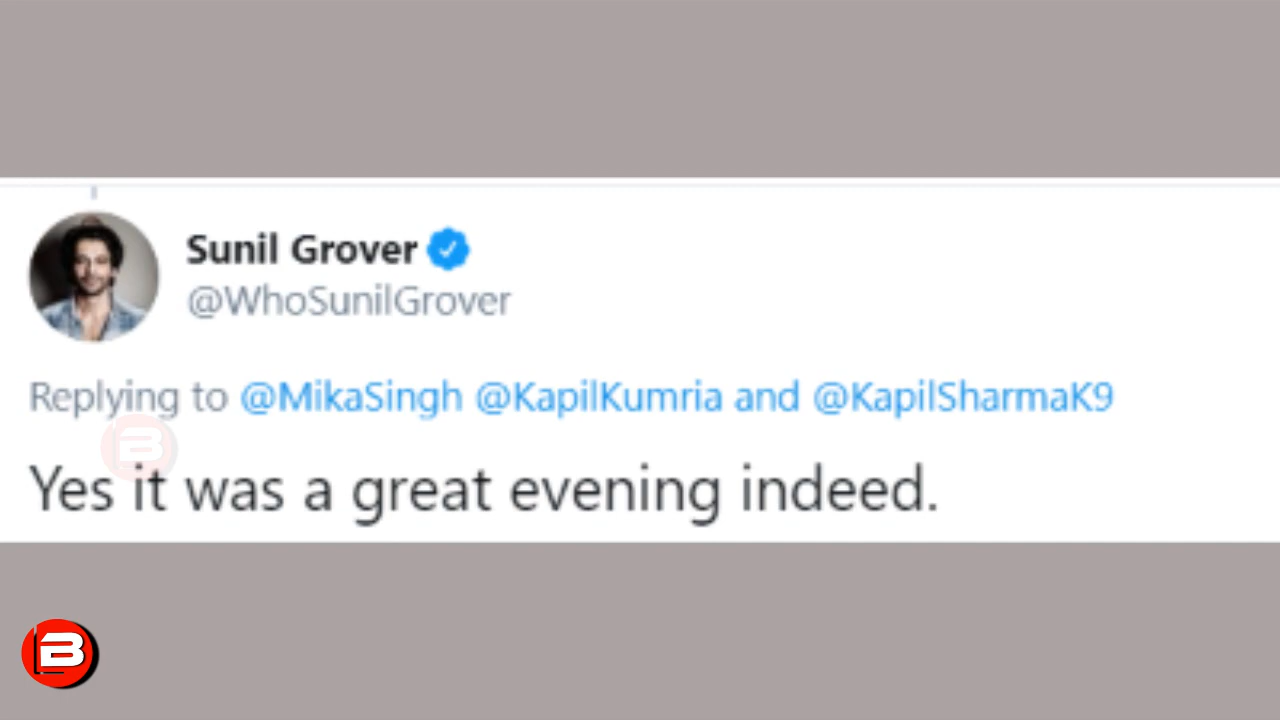 Sunil Grover
@WhoSunilGrover
Replying to @MikaSingh @KapilKumria and @KapilSharmaK9
Yes it was a great evening indeed.
B
B